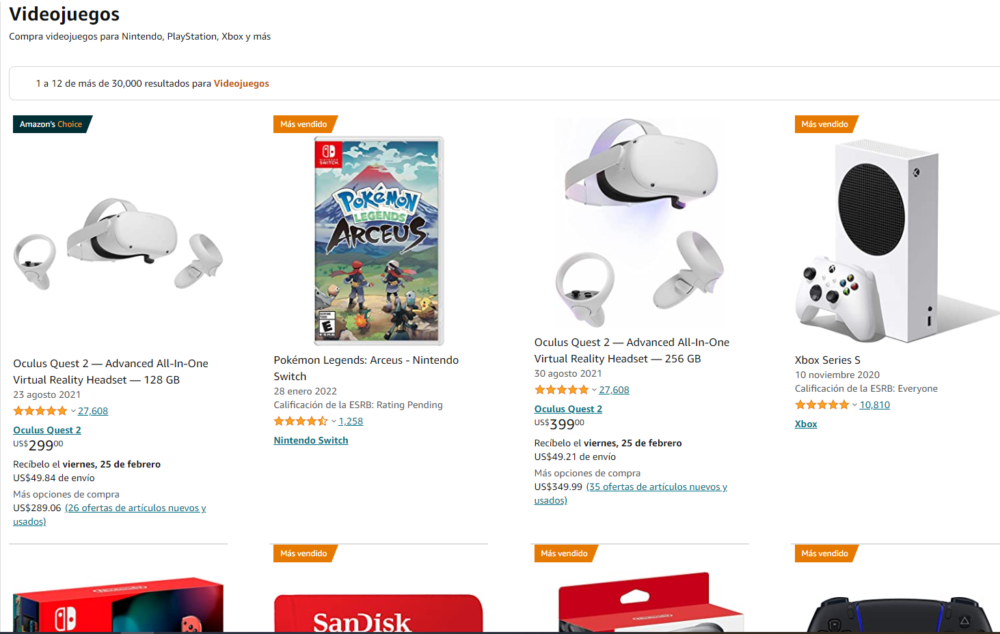 Videojuegos
Compra videojuegos para Nintendo, PlayStation, Xbox y más
1 a 12 de más de 30,000 resultados para Videojuegos
Amazon's Choice
Oculus Quest 2 — Advanced All-In-One
Virtual Reality Headset — 128 GB
23 agosto 2021
27,608
Oculus Quest 2
US$29900
Recíbelo el viernes, 25 de febrero
US$49.84 de envío
Más opciones de compra
US$289.06 (26 ofertas de artículos nuevos y
usados)
Más vendido
NINTENDO
SWITCH
POKéMON
LEGENDS
ARCEUS
EVERYONE
E
ESRB
Pokémon Legends: Arceus - Nintendo
Switch
28 enero 2022
Calificación de la ESRB: Rating Pending
1,258
Nintendo Switch
Oculus Quest 2 — Advanced All-In-One
Virtual Reality Headset — 256 GB
30 agosto 2021
27,608
Oculus Quest 2
US$39900
Recíbelo el viernes, 25 de febrero
US$49.21 de envío
Más opciones de compra
US$349.99 (35 ofertas de artículos nuevos y
usados)
Más vendido
Xbox Series S
10 noviembre 2020
Calificación de la ESRB: Everyone
10,810
Xbox
Nintendo
Más vendido
SanDisk
Más vendido
Nintendo
Más vendido